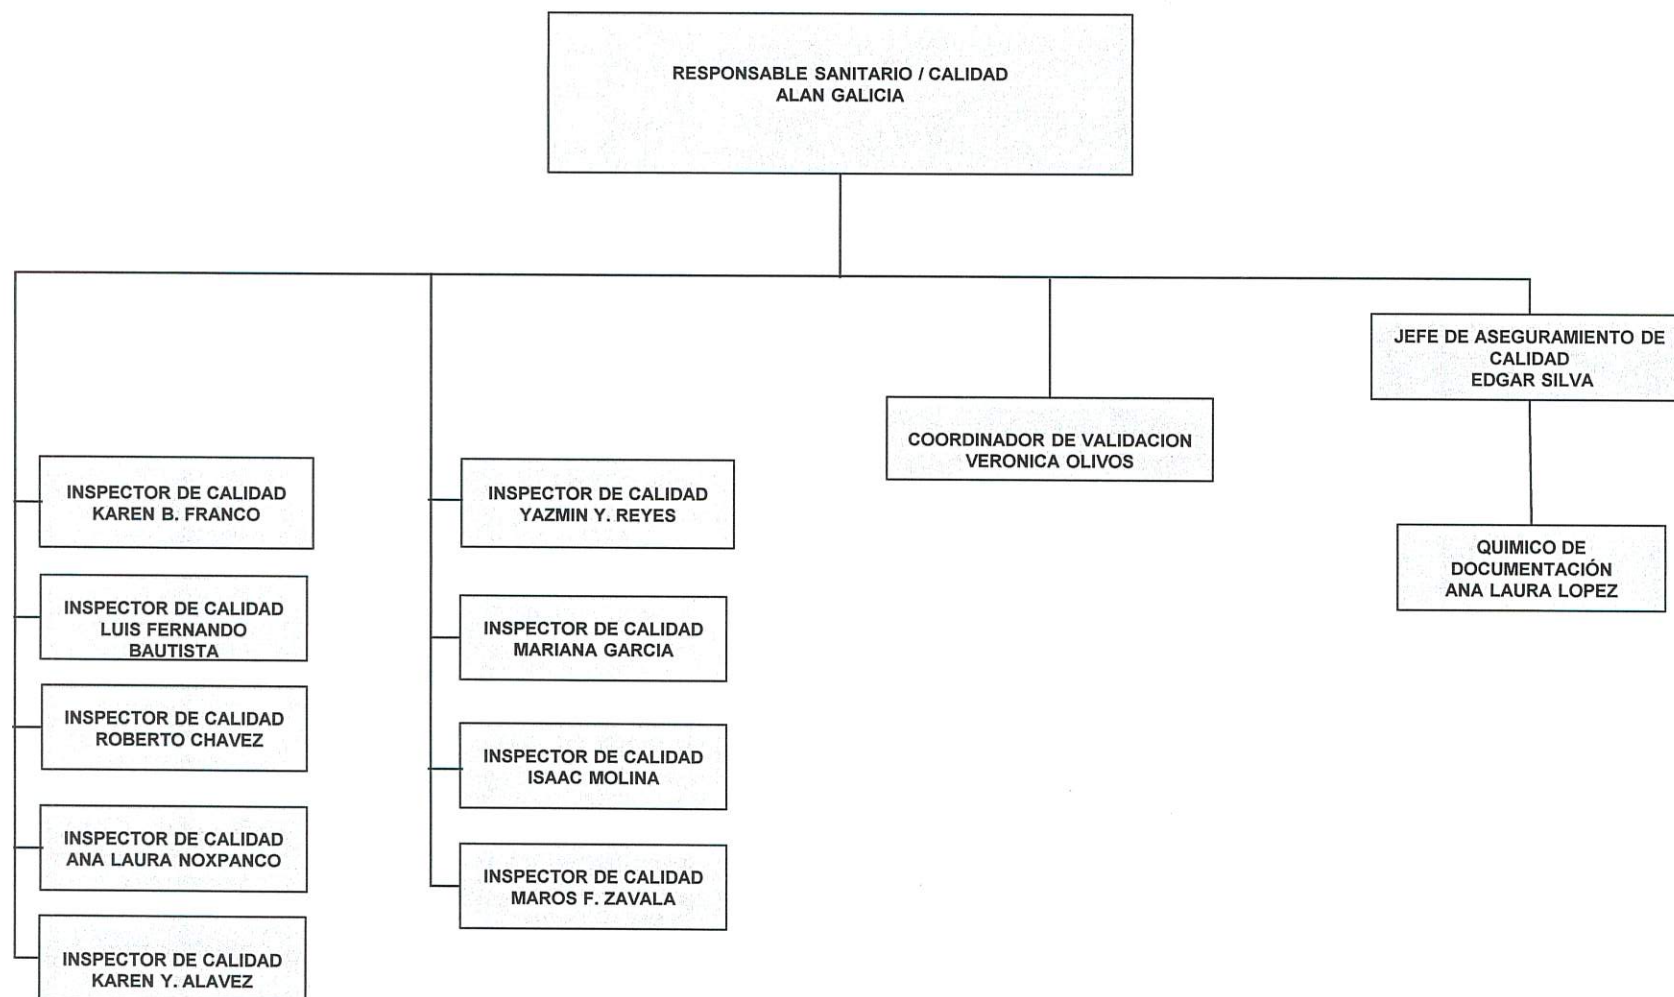 RESPONSABLE SANITARIO / CALIDAD
ALAN GALICIA
JEFE DE ASEGURAMIENTO DE
CALIDAD
EDGAR SILVA
COORDINADOR DE VALIDACION
VERONICA OLIVOS
QUIMICO DE
DOCUMENTACIÓN
ANA LAURA LOPEZ
INSPECTOR DE CALIDAD
KAREN B. FRANCO
INSPECTOR DE CALIDAD
LUIS FERNANDO
BAUTISTA
INSPECTOR DE CALIDAD
ROBERTO CHAVEZ
INSPECTOR DE CALIDAD
ANA LAURA NOXPANCO
INSPECTOR DE CALIDAD
KAREN Y. ALAVEZ
INSPECTOR DE CALIDAD
YAZMIN Y. REYES
INSPECTOR DE CALIDAD
MARIANA GARCIA
INSPECTOR DE CALIDAD
ISAAC MOLINA
INSPECTOR DE CALIDAD
MAROS F. ZAVALA